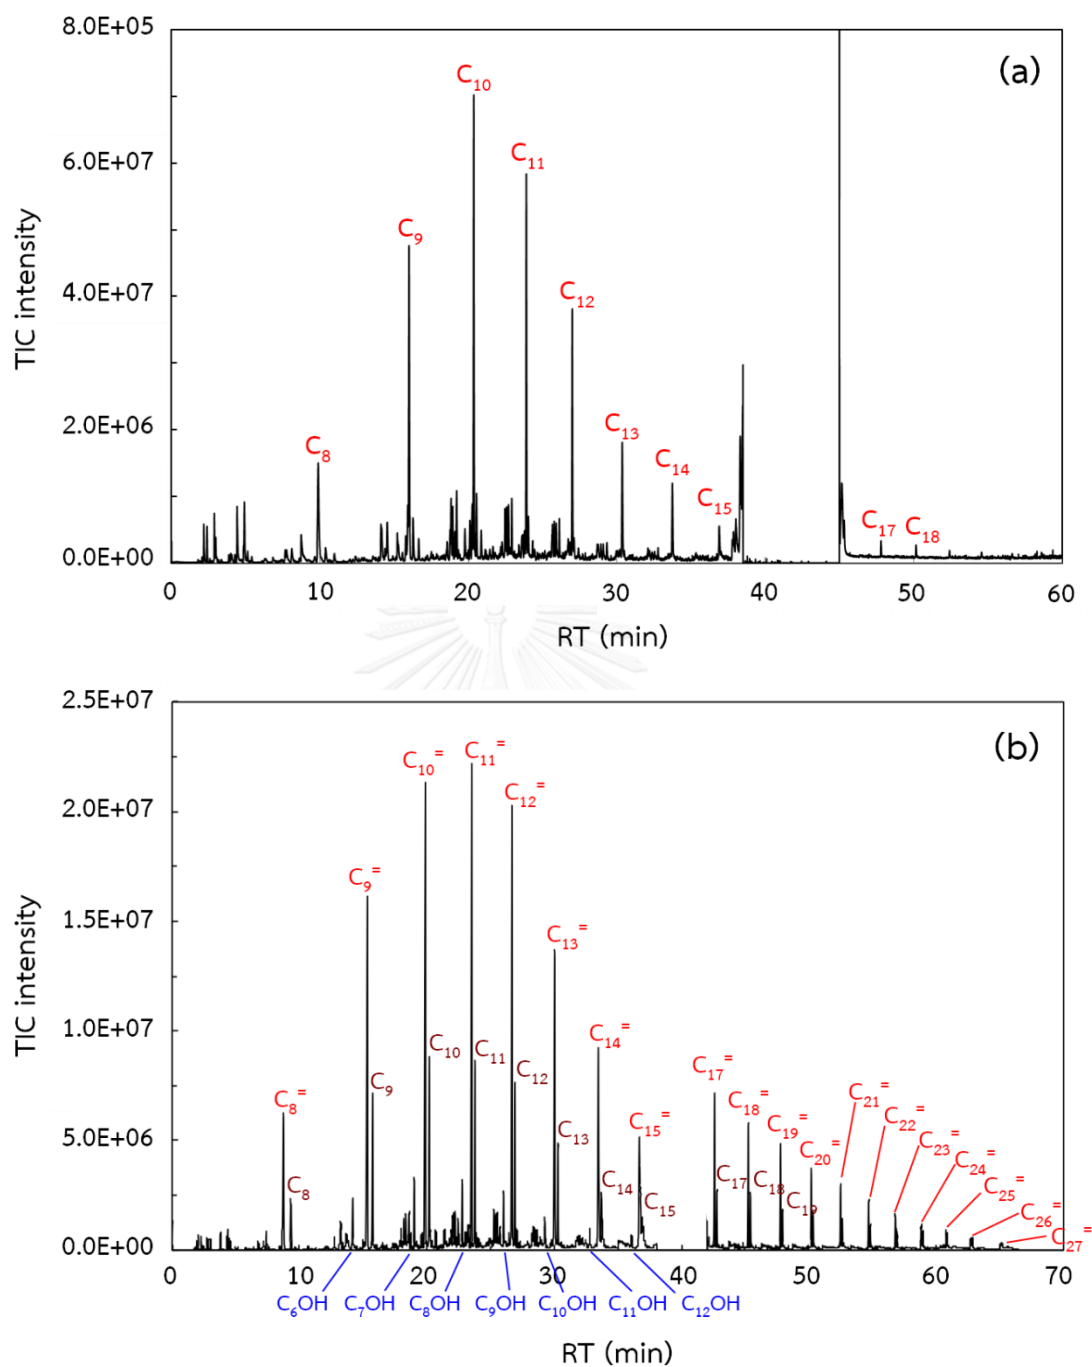 8.0E+05
(a)
C10
C11
6.0E+07
C9
TIC intensity
C12
4.0E+07
C13
2.0E+06
C8
C14
C15
C17
C18
0.0E+00
0 10 20 30 40 50 60
RT (min)
2.5E+07
(b)
C10= C11=
C12=
2.0E+07
C9=
1.5E+07
C13=
TIC intensity
1.0E+07
C14=
C10
C11
C12
C9
C17=
C8=
C18= C21=
C15= C19= C22=
5.0E+06
C13
C20= C23=
C24=
C8
C14
C17 C18
C25=
C15
C19
C26=
C27=
0.0E+00
0 10 20 30 40 50 60 70
C6OH C7OH C8OH C9OH C10OH C11OH C12OH
RT (min)